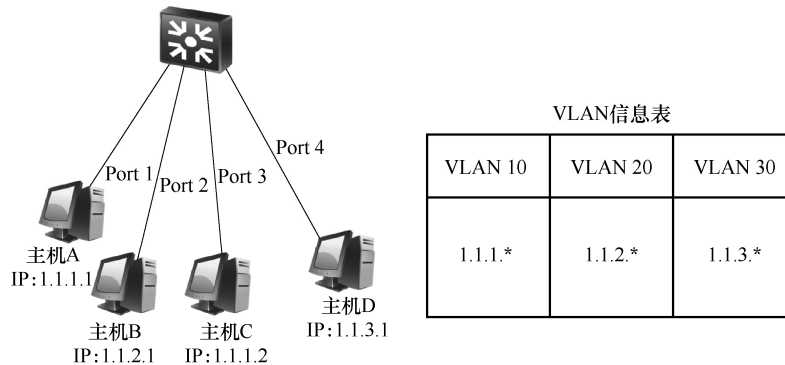 Port 1
Port 2
Port 3
Port 4
主机A
IP:1.1.1.1
主机B
IP:1.1.2.1
主机C
IP:1.1.1.2
主机D
IP:1.1.3.1
VLAN信息表
VLAN 10 VLAN 20 VLAN 30
1.1.1.* 1.1.2.* 1.1.3.*